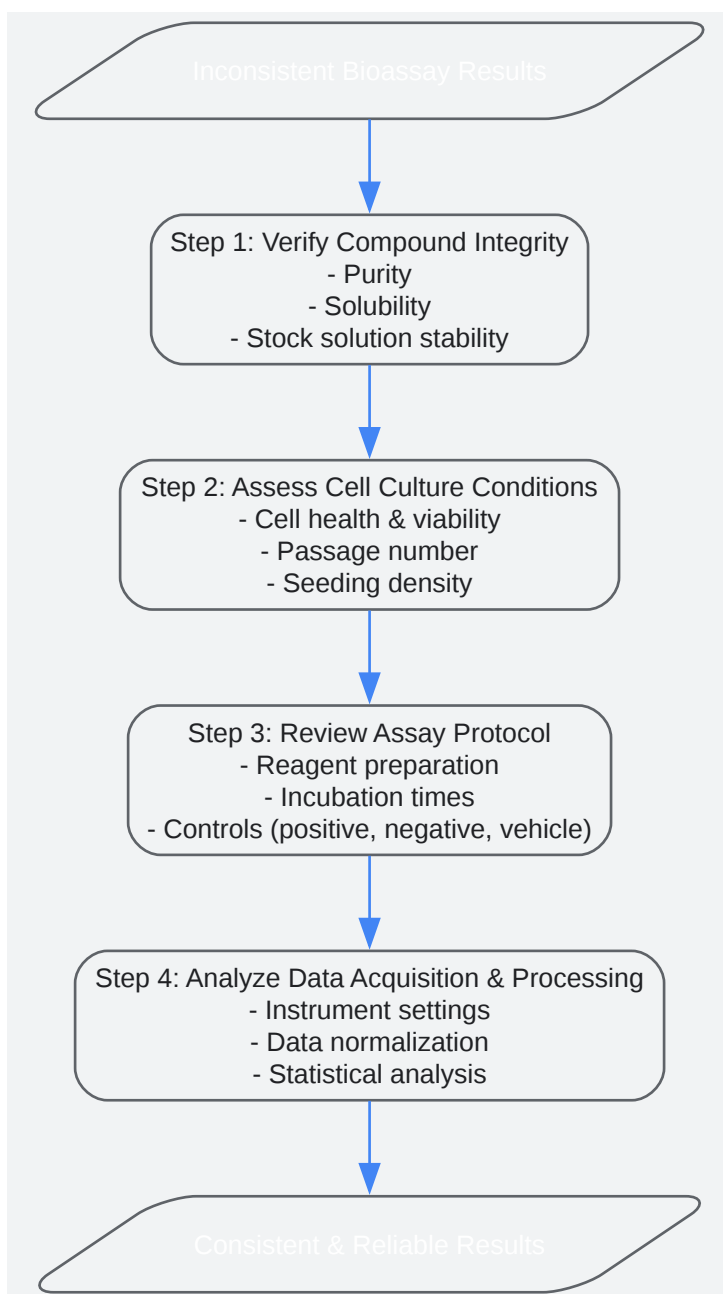 Inconsistent Bioassay Results
Step 1: Verify Compound Integrity
- Purity
- Solubility
- Stock solution stability
Step 2: Assess Cell Culture Conditions
- Cell health & viability
- Passage number
- Seeding density
Step 3: Review Assay Protocol
- Reagent preparation
- Incubation times
- Controls (positive, negative, vehicle)
Step 4: Analyze Data Acquisition & Processing
- Instrument settings
- Data normalization
- Statistical analysis
Consistent & Reliable Results